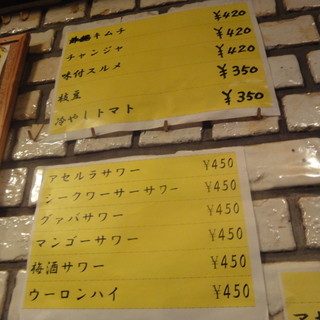 キムチ ¥420
チャンジャ ¥420
味付スルメ ¥420
枝豆 ¥350
冷やしトマト ¥350
アセルラサワー ¥450
シークワーサーサワー ¥450
グァバサワー ¥450
マンゴーサワー ¥450
梅酒サワー ¥450
ウーロンハイ ¥450